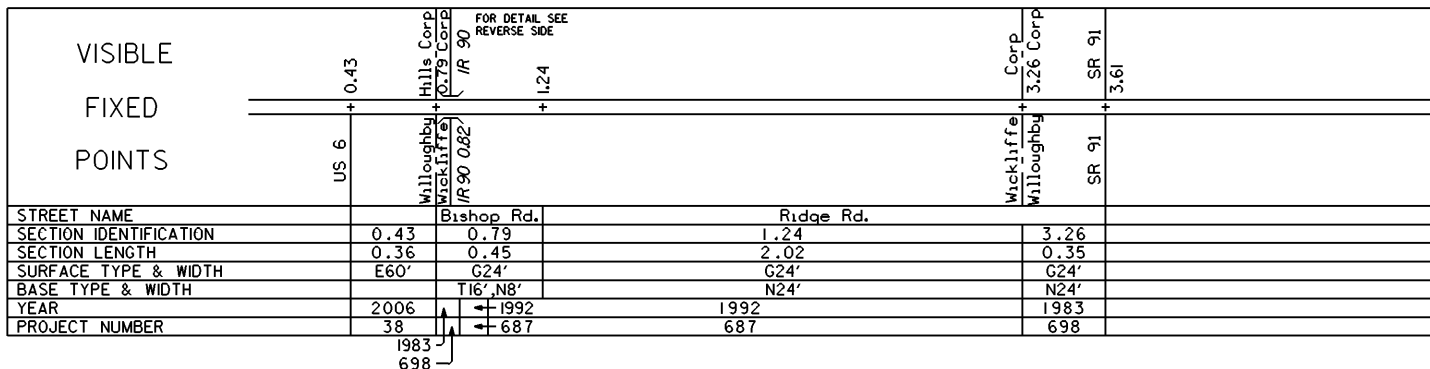 VISIBLE
FIXED
POINTS
0.43
US 6
Hills Corp
Willoughby
0.79 Corp
Wickliffe
IR 90
IR 90 0.82
FOR DETAIL SEE
REVERSE SIDE
1.24
Corp
Wickliffe
3.26 Corp
Willoughby
SR 91
SR 91
3.61
STREET NAME Bishop Rd. Ridge Rd.
SECTION IDENTIFICATION 0.43 0.79 1.24 3.26
SECTION LENGTH 0.36 0.45 2.02 0.35
SURFACE TYPE & WIDTH E60' G24' G24' G24'
BASE TYPE & WIDTH T16',N8' N24' N24'
YEAR 2006 1992 1992 1983
PROJECT NUMBER 38 687 687 698
1983
698